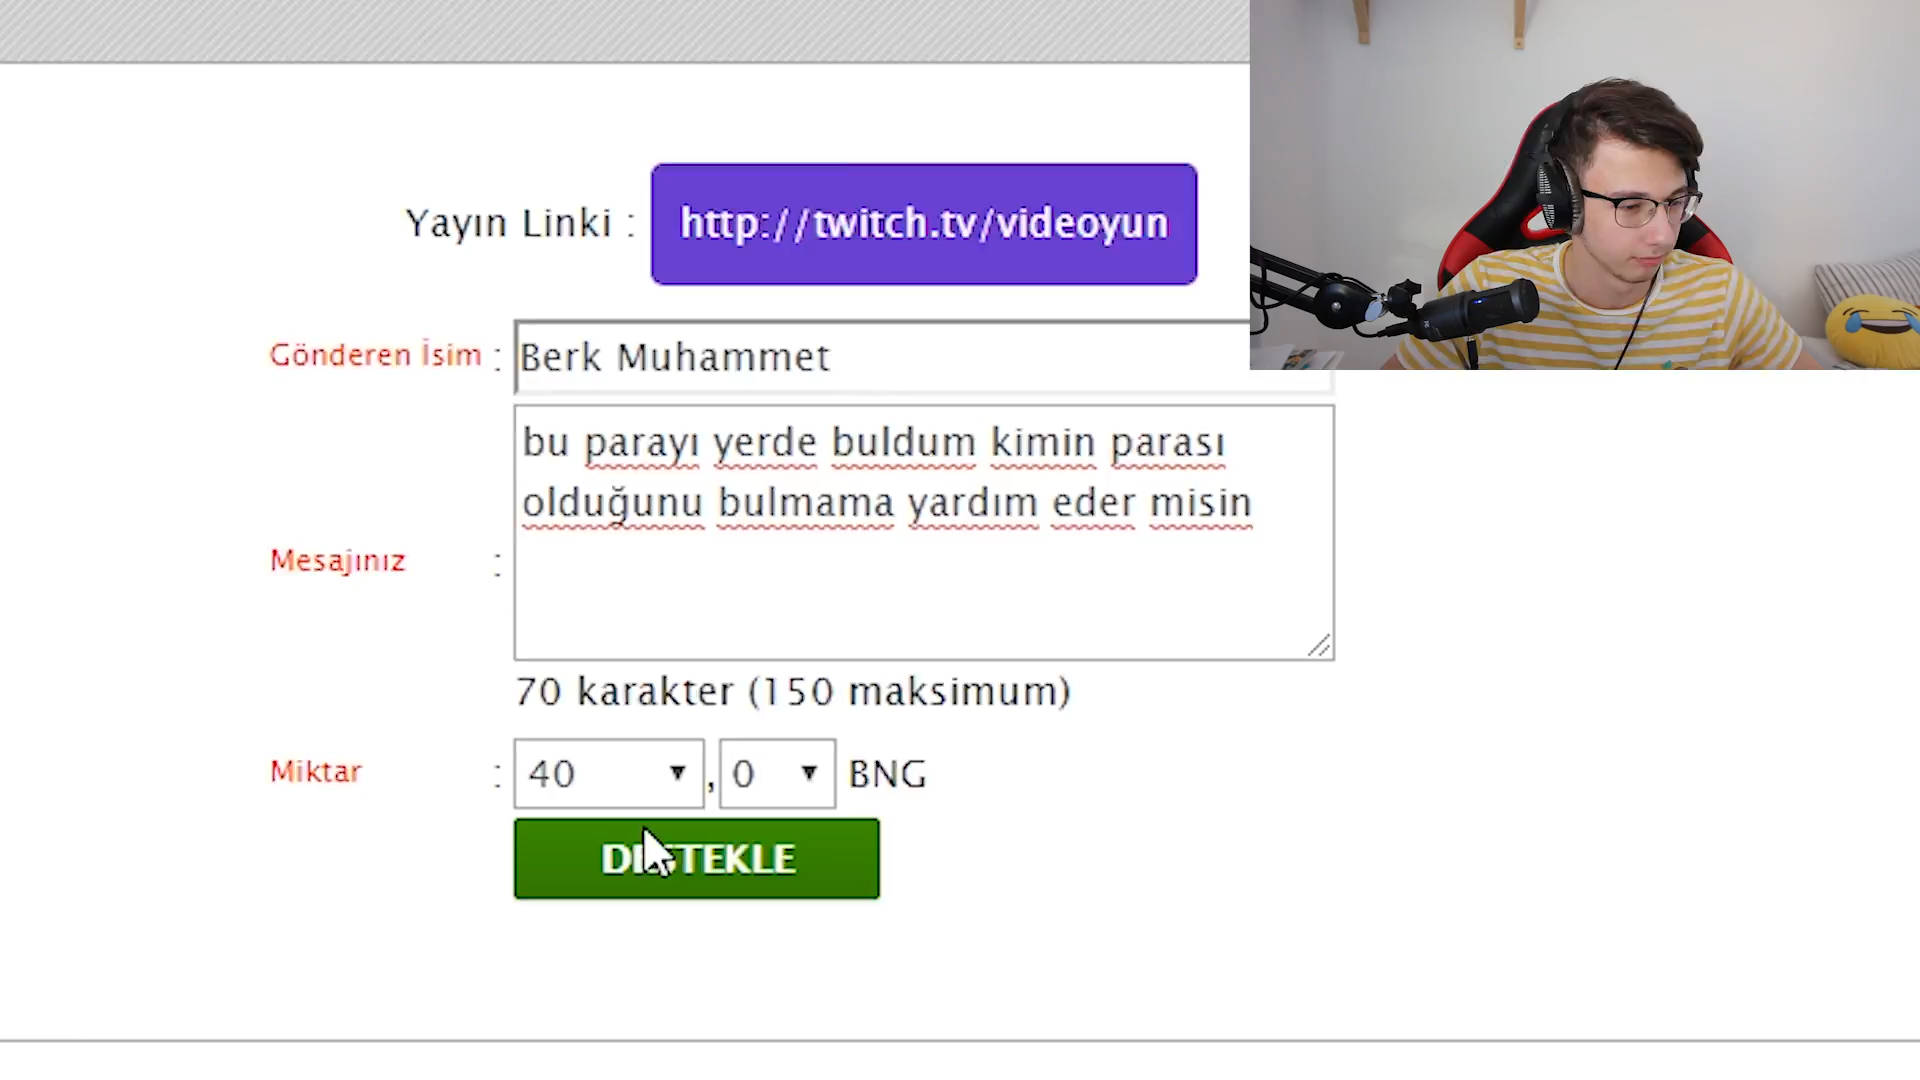 Yayın Linki : http://twitch.tv/videoyun
Gönderen İsim : Berk Muhammet
bu parayı yerde buldum kimin parası
olduğunu bulmama yardım eder misin
Mesajınız :
70 karakter (150 maksimum)
Miktar : 40 , 0 BNG
DESTEKLE